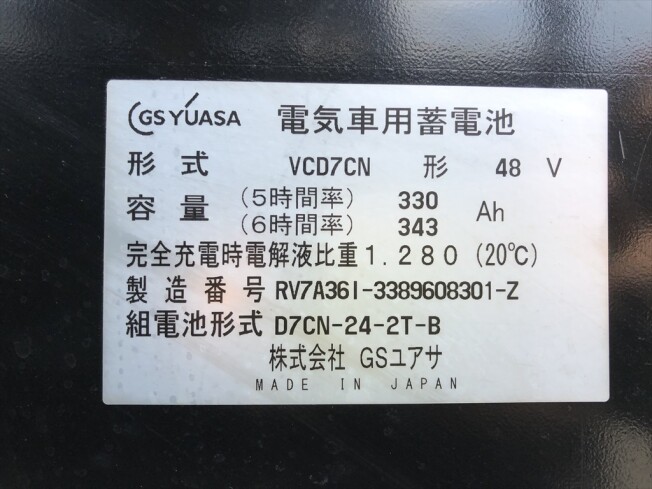 GS YUASA 電気車用蓄電池
形式 VCD7CN 形 48 V
容量 (5時間率) 330 Ah
(6時間率) 343
完全充電時電解液比重1.280 (20℃)
製造番号 RV7A36I-3389608301-Z
組電池形式 D7CN-24-2T-B
株式会社 GSユアサ
MADE IN JAPAN